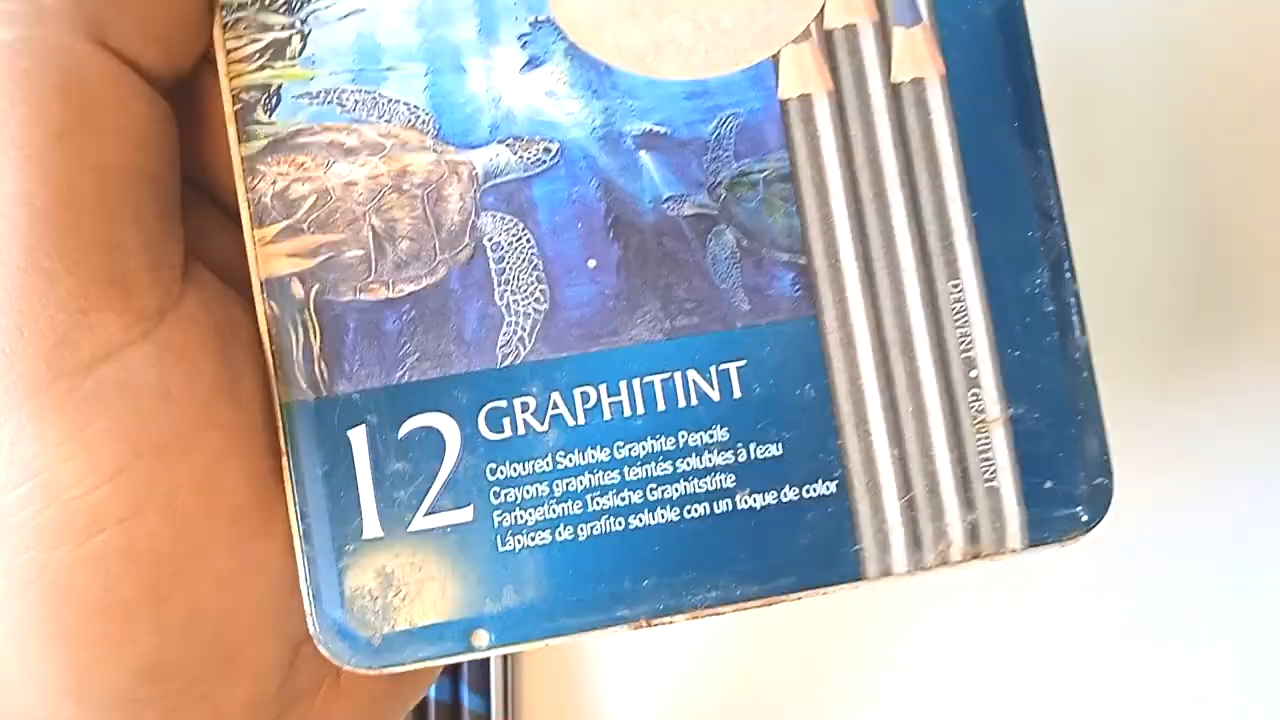 12 GRAPHITINT
Coloured Soluble Graphite Pencils
Crayons graphites teintés solubles à l'eau
Farbgetönte lösliche Graphitstifte
Lápices de grafito soluble con un toque de color
DERWENT • GRAPHITINT